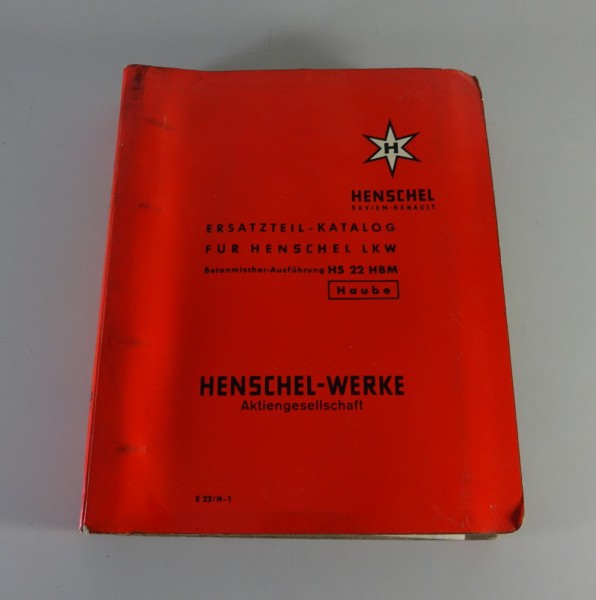 H
HENSCHEL
SAVIEM-RENAULT
ERSATZTEIL-KATALOG
FÜR HENSCHEL LKW
Betonmischer-Ausführung HS 22 HBM
Haube
HENSCHEL-WERKE
Aktiengesellschaft
E 22/H-1